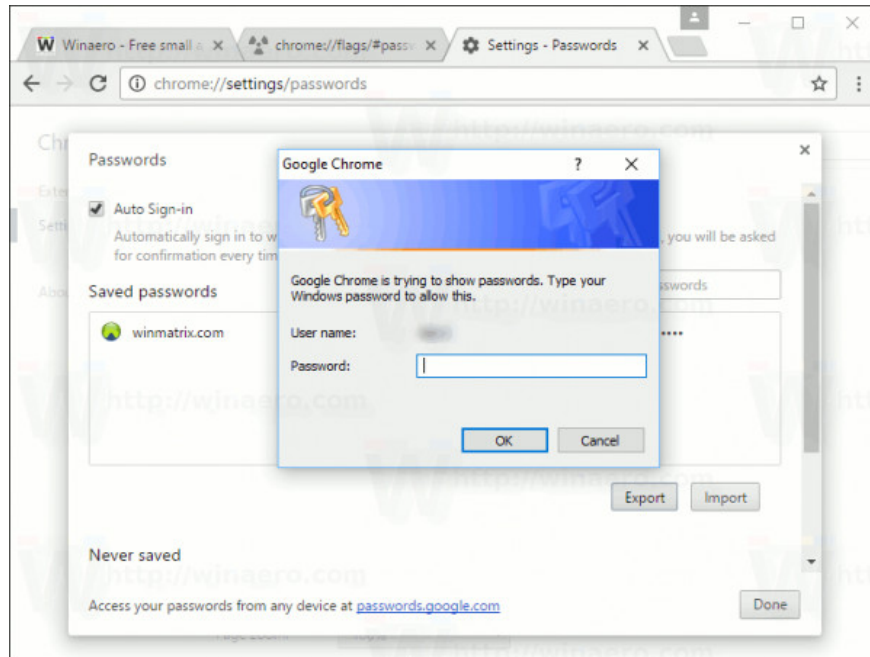 Winaero - Free small a
chrome://flags/#passw
Settings - Passwords
chrome://settings/passwords
Passwords
Google Chrome
Auto Sign-in
Automatically sign in to w
, you will be asked
for confirmation every tim
Google Chrome is trying to show passwords. Type your
Windows password to allow this.
Saved passwords
winmatrix.com
User name:
Password:
OK
Cancel
Export
Import
Never saved
http://winaero.com
Access your passwords from any device at passwords.google.com
Done